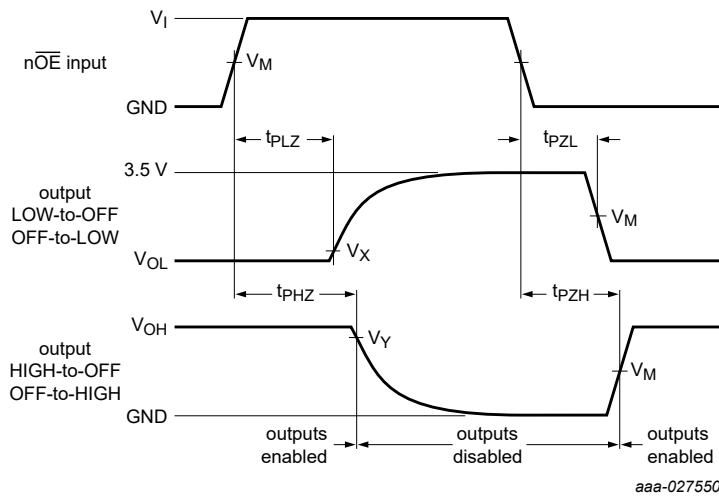 V_I
nOE input
V_M
GND
t_PLZ
t_PZL
3.5 V
output
LOW-to-OFF
OFF-to-LOW
V_M
V_X
V_OL
t_PHZ
t_PZH
V_OH
V_Y
output
HIGH-to-OFF
OFF-to-HIGH
V_M
GND
outputs
enabled
outputs
disabled
outputs
enabled
aaa-027550